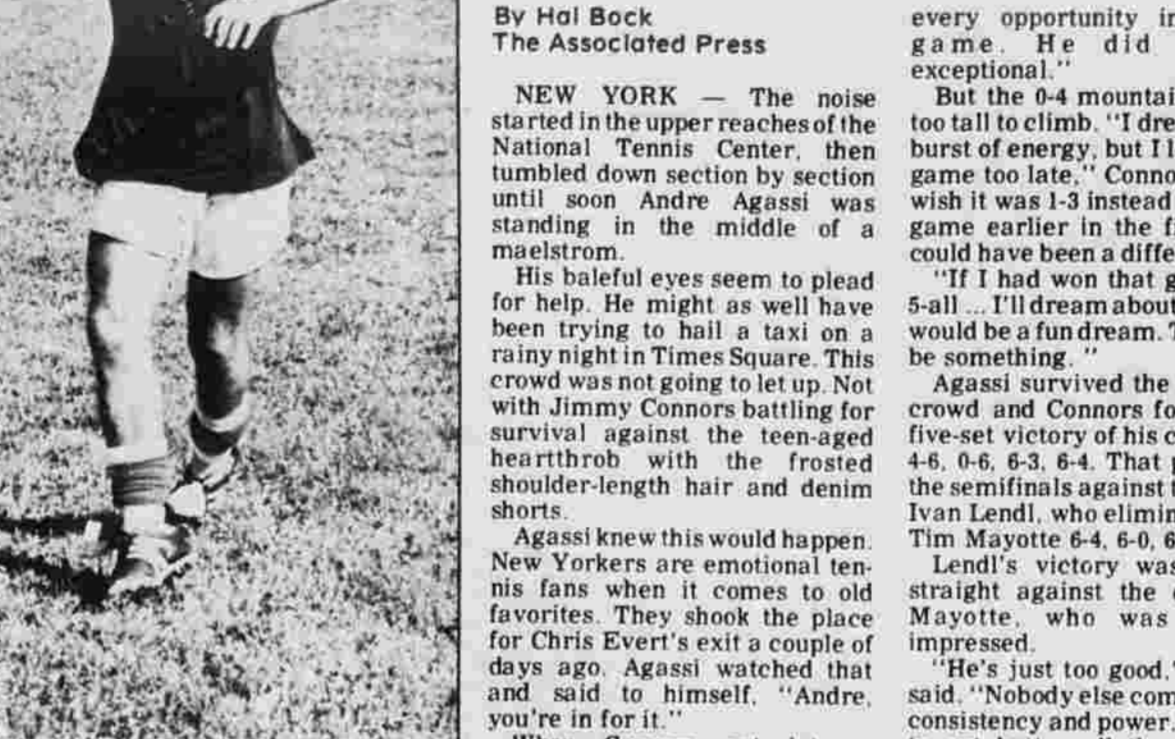 By Hal Bock
The Associated Press
NEW YORK — The noise
started in the upper reaches of the
National Tennis Center, then
tumbled down section by section
until soon Andre Agassi was
standing in the middle of a
maelstrom.
His baleful eyes seem to plead
for help. He might as well have
been trying to hail a taxi on a
rainy night in Times Square. This
crowd was not going to let up. Not
with Jimmy Connors battling for
survival against the teen-aged
heartthrob with the frosted
shoulder-length hair and denim
shorts.
Agassi knew this would happen.
New Yorkers are emotional ten-
nis fans when it comes to old
favorites. They shook the place
for Chris Evert's exit a couple of
days ago. Agassi watched that
and said to himself, "Andre,
you're in for it."
every opportunity
game. He did
exceptional."
But the 0-4
too tall to climb. "I
burst of energy, but I
game too late,"
wish it was 1-3 instead
game earlier in the
could have been a
"If I had won that
5-all ... I'll dream about
would be a fun dream.
be something."
Agassi survived the
crowd and Connors
five-set victory of his
4-6, 0-6, 6-3, 6-4. That
the semifinals against
Ivan Lendl, who
Tim Mayotte 6-4, 6-0,
Lendl's victory was
straight against the
Mayotte, who was
impressed.
"He's just too good,
said. "Nobody else
consistency and power.